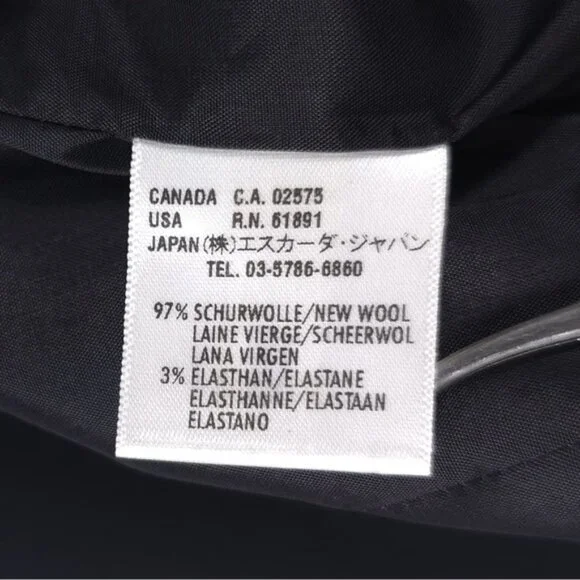 CANADA C.A. 02575
USA R.N. 61891
JAPAN (株)エスカーダ・ジャパン
TEL. 03-5786-6860
97% SCHURWOLLE/NEW WOOL
LAINE VIERGE/SCHEERWOL
LANA VIRGEN
3% ELASTHAN/ELASTANE
ELASTHANNE/ELASTAAN
ELASTANO